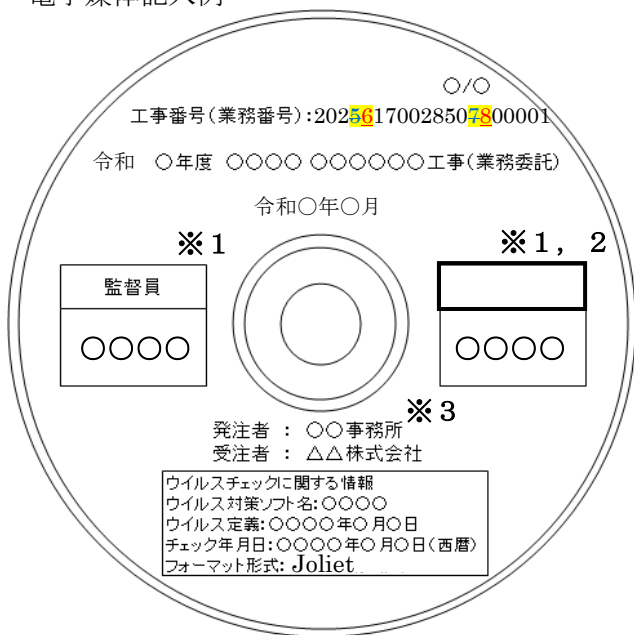 電子媒体記入例
○/○
工事番号(業務番号):20256170028507800001
令和 ○年度 ○○○○ ○○○○○○工事(業務委託)
令和○年○月
※1
※1, 2
監督員
○○○○
○○○○
※3
発注者 : ○○事務所
受注者 : △△株式会社
ウイルスチェックに関する情報
ウイルス対策ソフト名:○○○○
ウイルス定義:○○○○年○月○日
チェック年月日:○○○○年○月○日(西暦)
フォーマット形式: Joliet